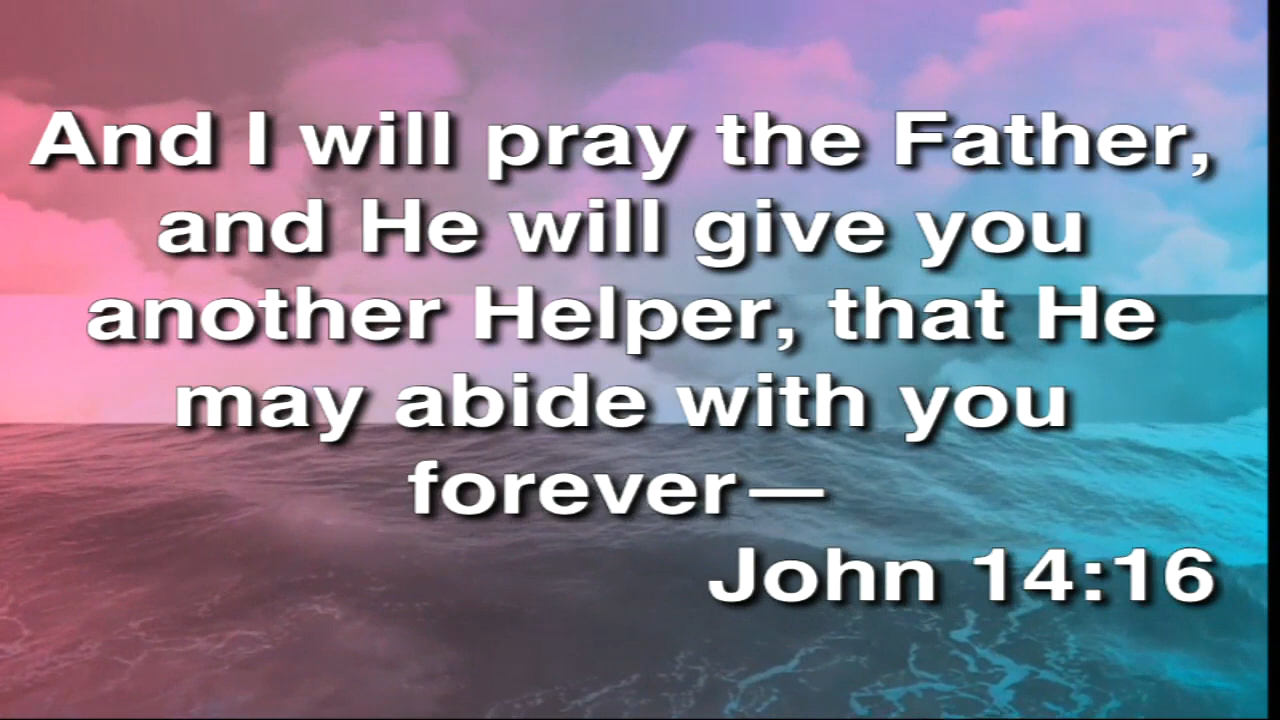 And I will pray the Father,
and He will give you
another Helper, that He
may abide with you
forever—
John 14:16